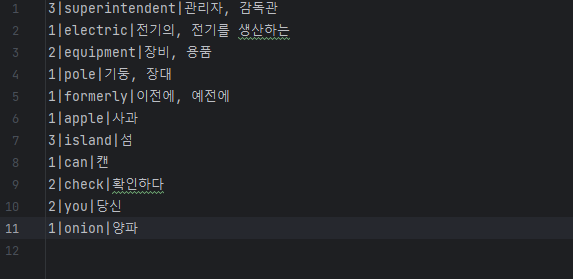 1 3|superintendent|관리자, 감독관
2 1|electric|전기의, 전기를 생산하는
3 2|equipment|장비, 용품
4 1|pole|기둥, 장대
5 1|formerly|이전에, 예전에
6 1|apple|사과
7 3|island|섬
8 1|can|캔
9 2|check|확인하다
10 2|you|당신
11 1|onion|양파
12